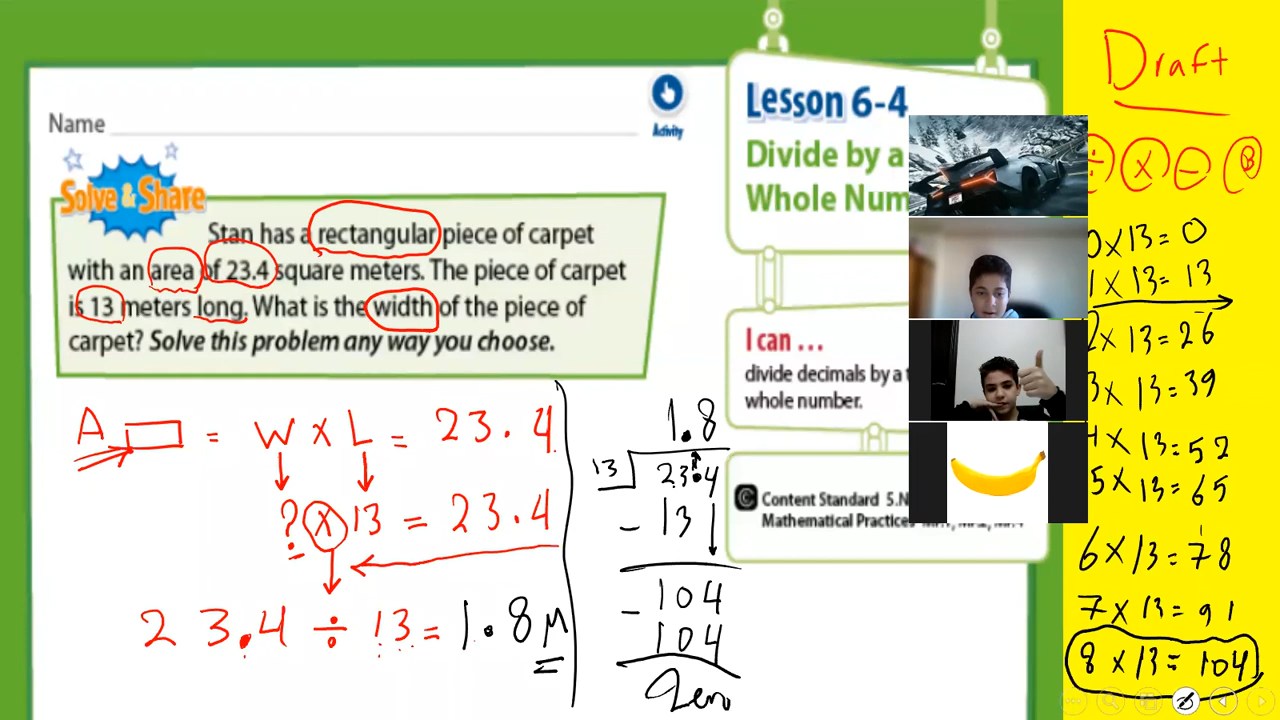 Name
Activity
Solve & Share
Stan has a rectangular piece of carpet
with an area of 23.4 square meters. The piece of carpet
is 13 meters long. What is the width of the piece of
carpet? Solve this problem any way you choose.
A = W x L = 23.4
? x 13 = 23.4
23.4 ÷ 13 = 1.8 M
1.8
13 23.4
- 13
104
- 104
Zero
Lesson 6-4
Divide by a
Whole Num
I can ...
divide decimals by a t
whole number.
C Content Standard 5.N
Mathematical Practices
Draft
÷ x - B
0 x 13 = 0
1 x 13 = 13
2 x 13 = 26
3 x 13 = 39
4 x 13 = 52
5 x 13 = 65
6 x 13 = 78
7 x 13 = 91
8 x 13 = 104